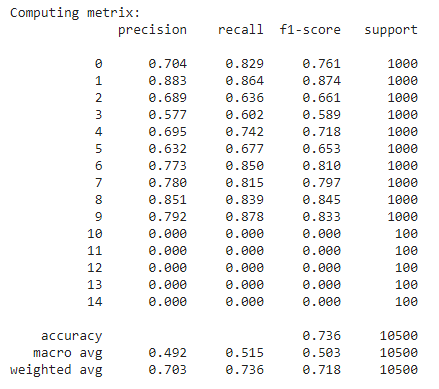 Computing metrix:
precision recall f1-score support
0 0.704 0.829 0.761 1000
1 0.883 0.864 0.874 1000
2 0.689 0.636 0.661 1000
3 0.577 0.602 0.589 1000
4 0.695 0.742 0.718 1000
5 0.632 0.677 0.653 1000
6 0.773 0.850 0.810 1000
7 0.780 0.815 0.797 1000
8 0.851 0.839 0.845 1000
9 0.792 0.878 0.833 1000
10 0.000 0.000 0.000 100
11 0.000 0.000 0.000 100
12 0.000 0.000 0.000 100
13 0.000 0.000 0.000 100
14 0.000 0.000 0.000 100
accuracy 0.736 10500
macro avg 0.492 0.515 0.503 10500
weighted avg 0.703 0.736 0.718 10500